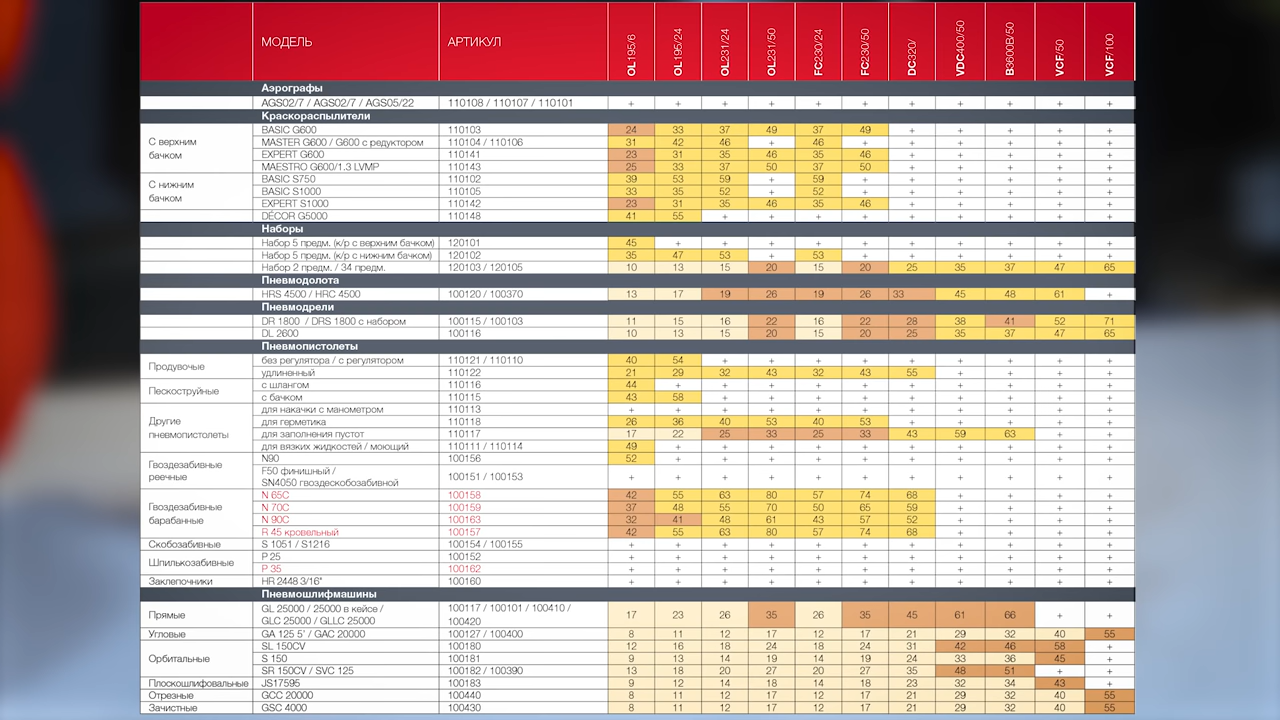 МОДЕЛЬ АРТИКУЛ OL195/6 OL195/24 OL231/24 OL231/50 FC230/24 FC230/50 DC320/ VDC400/50 B3600B/50 VCF/50 VCF/100
Аэрографы
AGS02/7 / AGS02/7 / AGS05/22 110108 / 110107 / 110101 + + + + + + + + + + +
Краскораспылители
С верхним бачком
BASIC G600 110103 24 33 37 49 37 49 + + + + +
MASTER G600 / G600 с редуктором 110104 / 110106 31 42 46 + 46 + + + + + +
EXPERT G600 110141 23 31 35 46 35 46 + + + + +
MAESTRO G600/1.3 LVMP 110143 25 33 37 50 37 50 + + + + +
С нижним бачком
BASIC S750 110102 39 53 59 + 59 + + + + + +
BASIC S1000 110105 33 35 52 + 52 + + + + + +
EXPERT S1000 110142 23 31 35 46 35 46 + + + + +
DÉCOR G5000 110148 41 55 + + + + + + + + +
Наборы
Набор 5 предм. (к/р с верхним бачком) 120101 45 + + + + + + + + + +
Набор 5 предм. (к/р с нижним бачком) 120102 35 47 53 + 53 + + + + + +
Набор 2 предм. / 34 предм. 120103 / 120105 10 13 15 20 15 20 25 35 37 47 65
Пневмодолота
HRS 4500 / HRC 4500 100120 / 100370 13 17 19 26 19 26 33 45 48 61 +
Пневмодрели
DR 1800 / DRS 1800 с набором 100115 / 100103 11 15 16 22 16 22 28 38 41 52 71
DL 2600 100116 10 13 15 20 15 20 25 35 37 47 65
Пневмопистолеты
Продувочые
без регулятора / с регулятором 110121 / 110110 40 54 + + + + + + + + +
удлиненный 110122 21 29 32 43 32 43 55 + + + +
Пескоструйные
с шлангом 110116 44 + + + + + + + + + +
с бачком 110115 43 58 + + + + + + + + +
Другие пневмопистолеты
для накачки с манометром 110113 + + + + + + + + + + +
для герметика 110118 26 36 40 53 40 53 + + + + +
для заполнения пустот 110117 17 22 25 33 25 33 43 59 63 + +
для вязких жидкостей / моющий 110111 / 110114 49 + + + + + + + + + +
Гвоздезабивные реечные
N90 100156 52 + + + + + + + + + +
F50 финишный /
SN4050 гвоздескобозабивной 100151 / 100153 + + + + + + + + + + +
Гвоздезабивные барабанные
N 65C 100158 42 55 63 80 57 74 68 + + + +
N 70C 100159 37 48 55 70 50 65 59 + + + +
N 90C 100163 32 41 48 61 43 57 52 + + + +
R 45 кровельный 100157 42 55 63 80 57 74 68 + + + +
Скобозабивные S 1051 / S1216 100154 / 100155 + + + + + + + + + + +
Шпилькозабивные
P 25 100152 + + + + + + + + + + +
P 35 100162 + + + + + + + + + + +
Заклепочники HR 2448 3/16" 100160 + + + + + + + + + + +
Пневмошлифмашины
Прямые
GL 25000 / 25000 в кейсе / 100117 / 100101 / 100410 /
GLC 25000 / GLLC 25000 100420 17 23 26 35 26 35 45 61 66 + +
Угловые GA 125 5' / GAC 20000 100127 / 100400 8 11 12 17 12 17 21 29 32 40 55
Орбитальные
SL 150CV 100180 12 16 18 24 18 24 31 42 46 58 +
S 150 100181 9 13 14 19 14 19 24 33 36 45 +
SR 150CV / SVC 125 100182 / 100390 13 18 20 27 20 27 35 48 51 + +
Плоскошлифовальные JS17595 100183 9 12 14 18 14 18 23 32 34 43 +
Отрезные GCC 20000 100440 8 11 12 17 12 17 21 29 32 40 55
Зачистные GSC 4000 100430 8 11 12 17 12 17 21 29 32 40 55